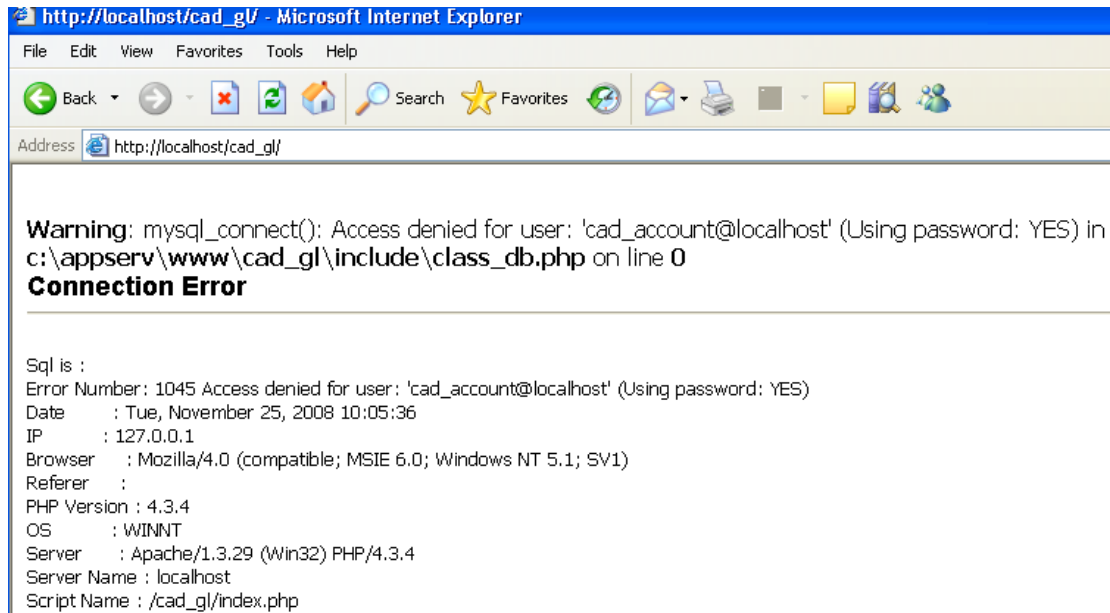 http://localhost/cad_gl/ - Microsoft Internet Explorer
File Edit View Favorites Tools Help
Back Search Favorites
Address http://localhost/cad_gl/
Warning: mysql_connect(): Access denied for user: 'cad_account@localhost' (Using password: YES) in
c:\appserv\www\cad_gl\include\class_db.php on line 0
Connection Error
Sql is :
Error Number: 1045 Access denied for user: 'cad_account@localhost' (Using password: YES)
Date : Tue, November 25, 2008 10:05:36
IP : 127.0.0.1
Browser : Mozilla/4.0 (compatible; MSIE 6.0; Windows NT 5.1; SV1)
Referer :
PHP Version : 4.3.4
OS : WINNT
Server : Apache/1.3.29 (Win32) PHP/4.3.4
Server Name : localhost
Script Name : /cad_gl/index.php